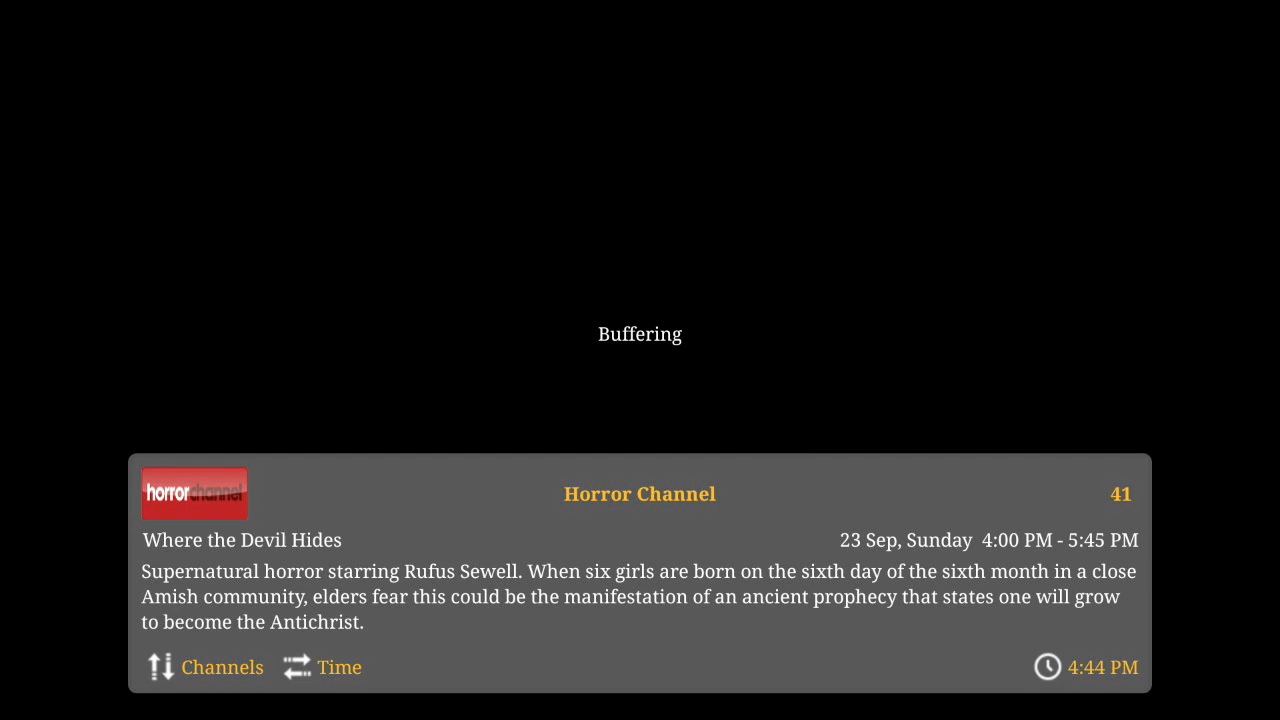 Buffering
horrorchannel
Horror Channel
41
Where the Devil Hides
23 Sep, Sunday 4:00 PM - 5:45 PM
Supernatural horror starring Rufus Sewell. When six girls are born on the sixth day of the sixth month in a close
Amish community, elders fear this could be the manifestation of an ancient prophecy that states one will grow
to become the Antichrist.
Channels
Time
4:44 PM